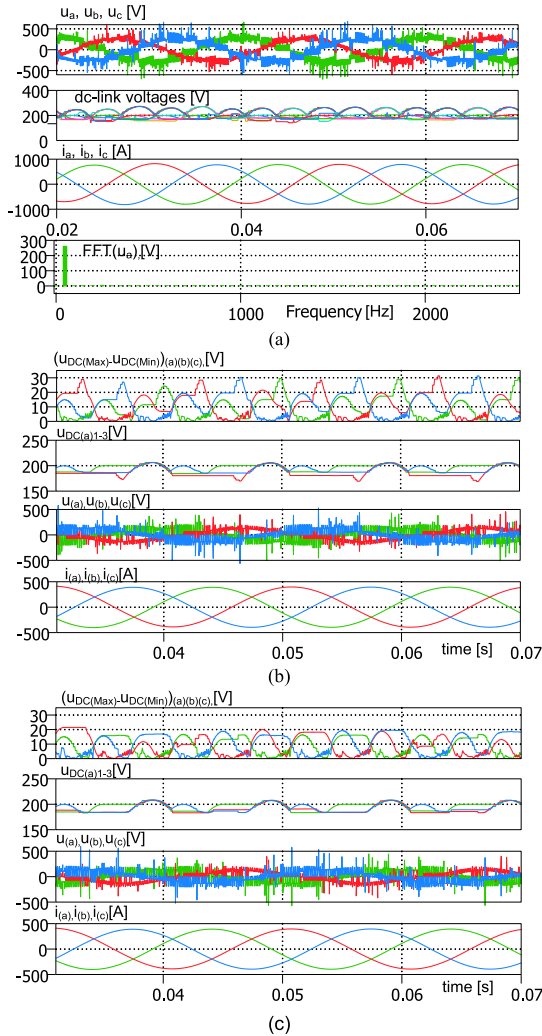 u_a, u_b, u_c [V]
500
0
-500
dc-link voltages [V]
400
200
0
i_a, i_b, i_c [A]
1000
0
-1000
0.02 0.04 0.06
FFT(u_a),[V]
300
200
100
0
0 1000 Frequency [Hz] 2000
(a)
(u_DC(Max)-u_DC(Min))(a)(b)(c),[V]
30
20
10
0
u_DC(a)1-3[V]
250
200
150
u_(a),u_(b),u_(c)[V]
500
0
-500
i_(a),i_(b),i_(c)[A]
500
0
-500
time [s]
0.04 0.05 0.06 0.07
(b)
(u_DC(Max)-u_DC(Min))(a)(b)(c),[V]
30
20
10
0
u_DC(a)1-3[V]
250
200
150
u_(a),u_(b),u_(c)[V]
500
0
-500
i_(a),i_(b),i_(c)[A]
500
0
-500
time [s]
0.04 0.05 0.06 0.07
(c)